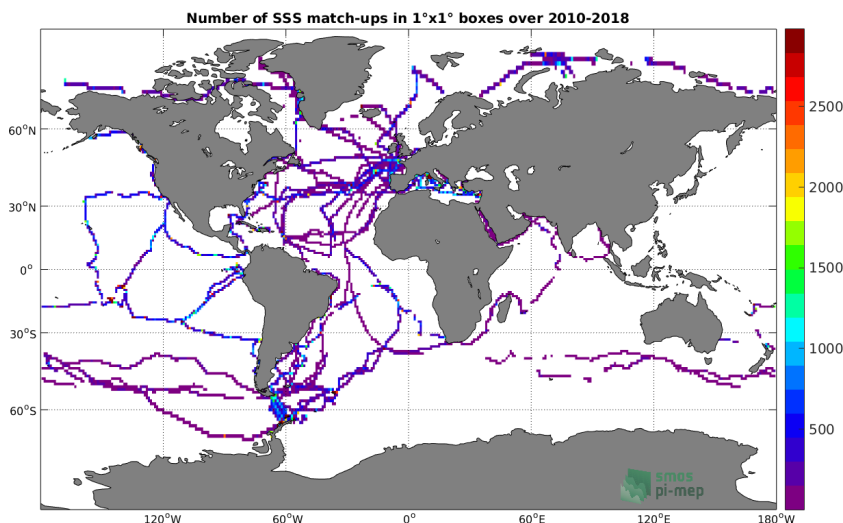 Number of SSS match-ups in 1°x1° boxes over 2010-2018
60°N
30°N
0°
30°S
60°S
120°W
60°W
0°
60°E
120°E
180°W
2500
2000
1500
1000
500
smos
pi-mep